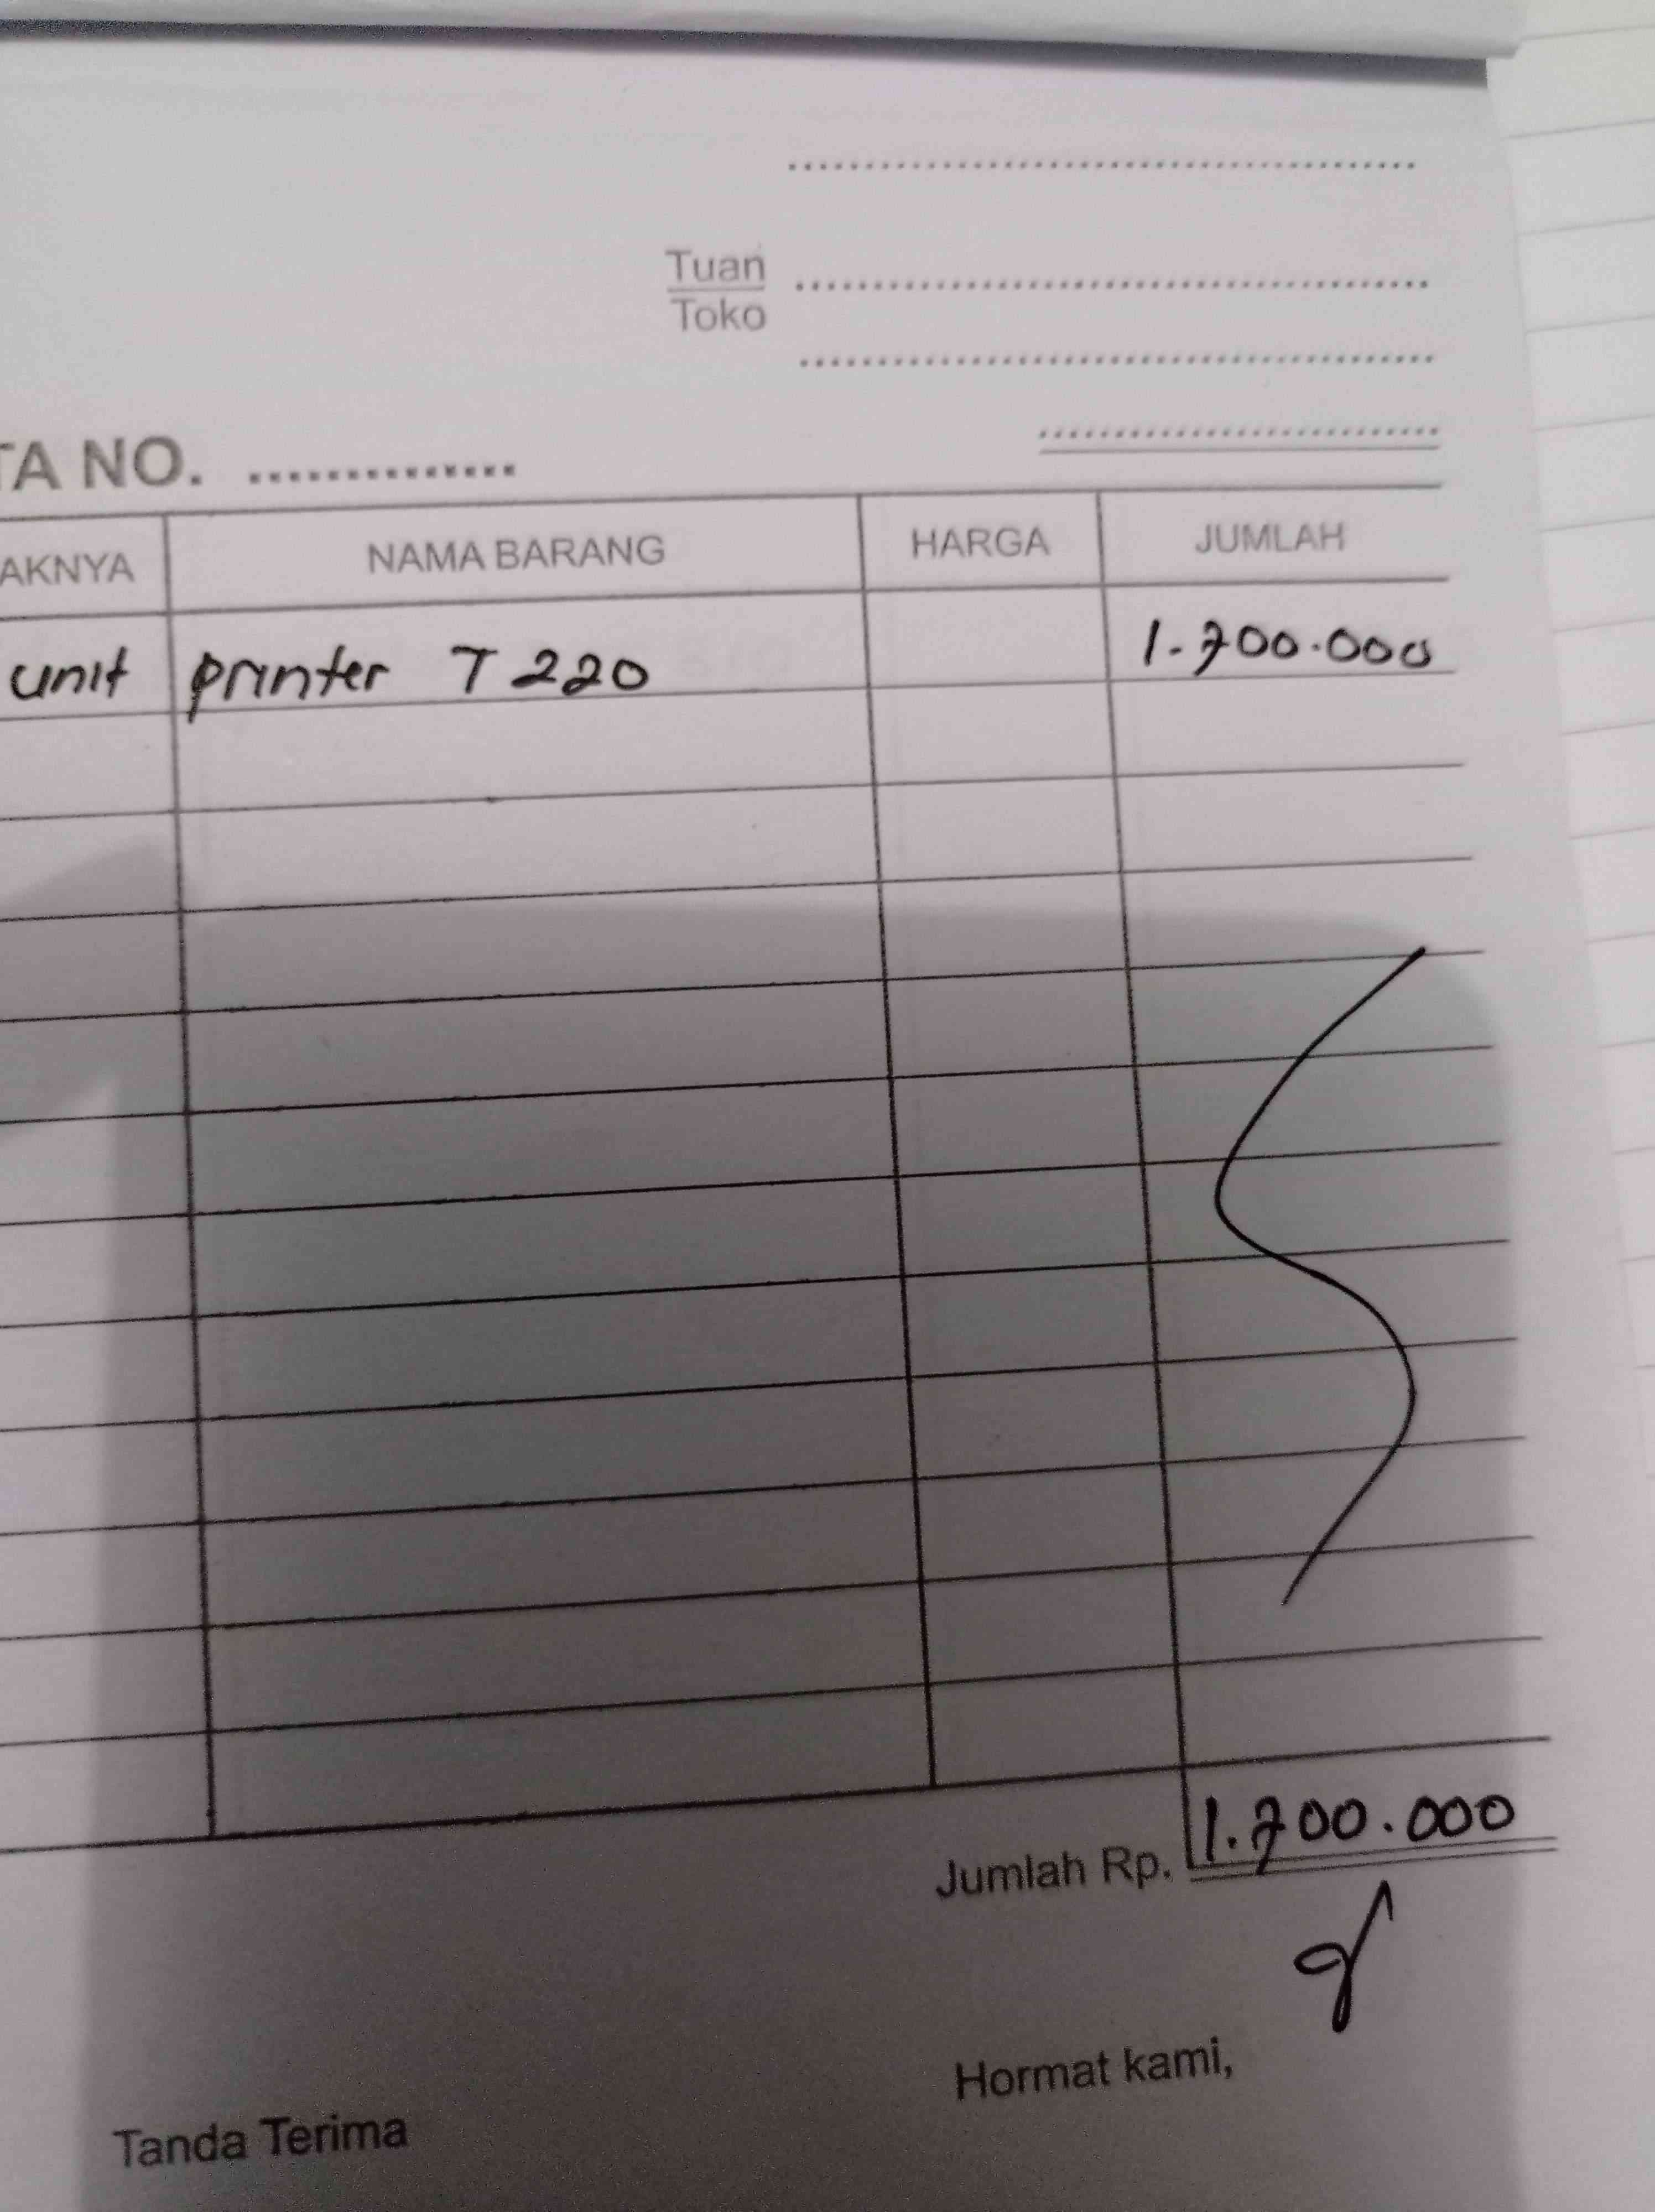 Tuan
Toko
TA NO. ..............
AKNYA NAMA BARANG HARGA JUMLAH
unit printer T 220 1.700.000
Jumlah Rp. 1.700.000
Hormat kami,
Tanda Terima